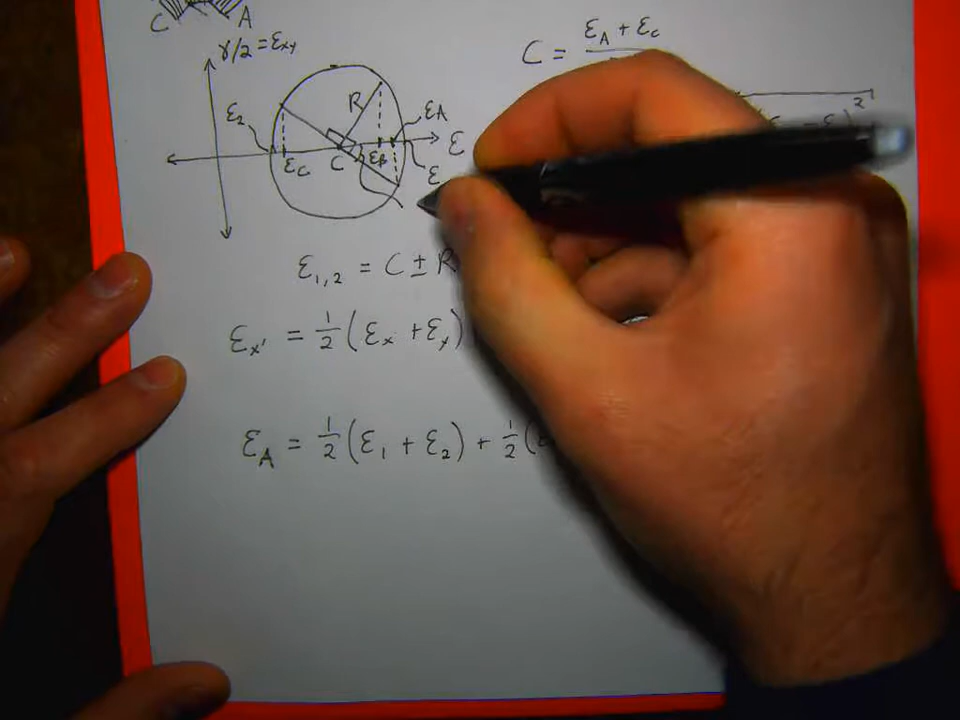 C A
γ/2 = εxy
C = εA + εc
R
ε2
εA
ε
εc C εB
ε
ε1,2 = C ± R
εx' = 1/2 (εx + εy)
εA = 1/2 (ε1 + ε2) + 1/2 (